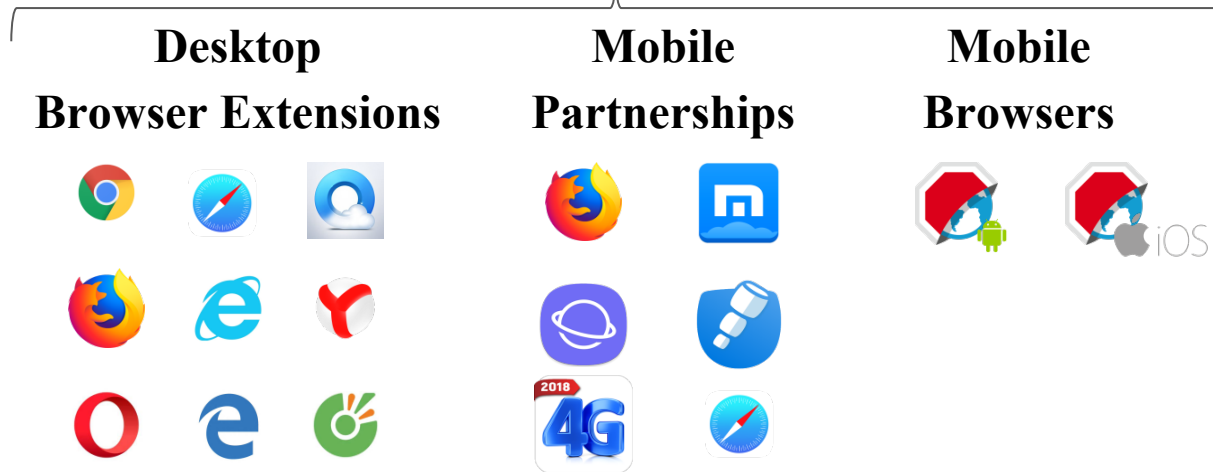 Desktop
Browser Extensions
Mobile
Partnerships
Mobile
Browsers
2018
4G
iOS